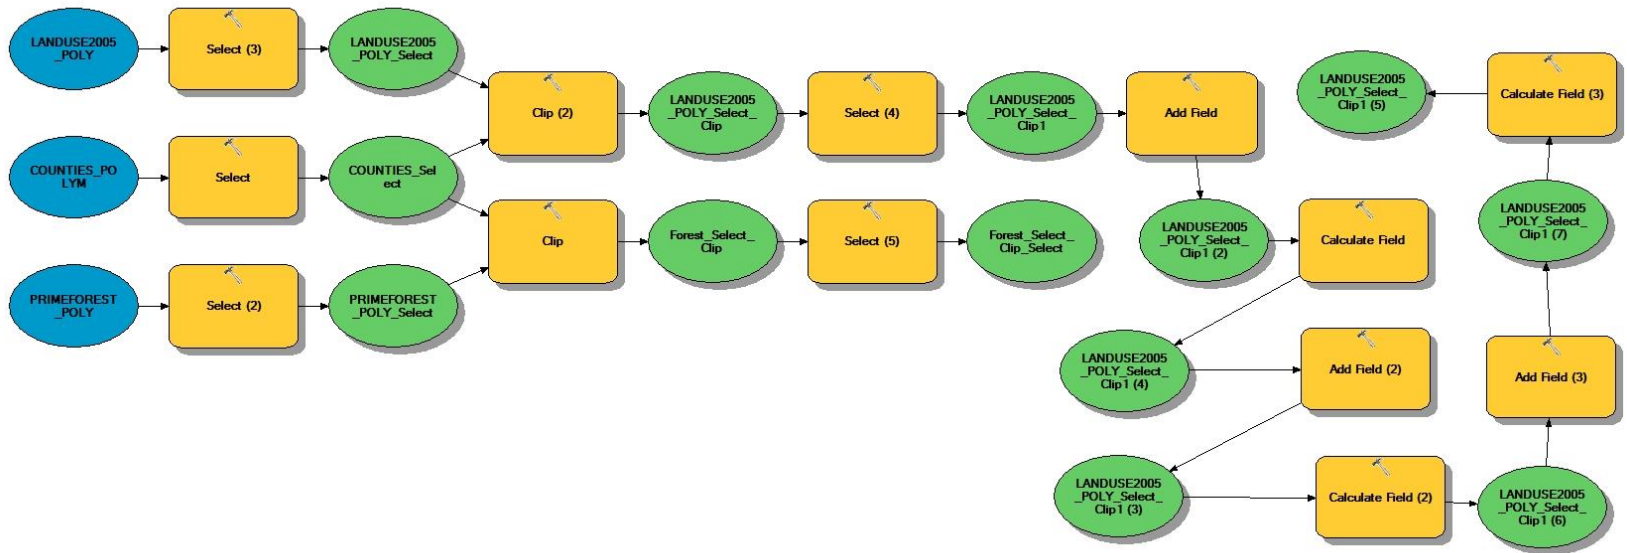 LANDUSE2005
_POLY
Select (3)
LANDUSE2005
_POLY_Select
Clip (2)
LANDUSE2005
_POLY_Select_
Clip
Select (4)
LANDUSE2005
_POLY_Select_
Clip1
Add Field
LANDUSE2005
_POLY_Select_
Clip1 (5)
Calculate Field (3)
COUNTIES_PO
LYM
Select
COUNTIES_Sel
ect
Clip
Forest_Select_
Clip
Select (5)
Forest_Select_
Clip_Select
LANDUSE2005
_POLY_Select_
Clip1 (2)
Calculate Field
LANDUSE2005
_POLY_Select_
Clip1 (7)
PRIMEFOREST
_POLY
Select (2)
PRIMEFOREST
_POLY_Select
LANDUSE2005
_POLY_Select_
Clip1 (4)
Add Field (2)
Add Field (3)
LANDUSE2005
_POLY_Select_
Clip1 (3)
Calculate Field (2)
LANDUSE2005
_POLY_Select_
Clip1 (6)